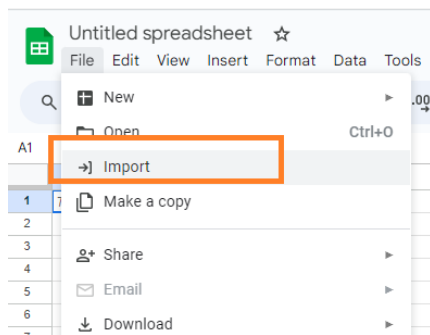 Untitled spreadsheet
File Edit View Insert Format Data Tools
New
.00
Open Ctrl+O
A1
Import
1
Make a copy
2
3
Share
4
5
Email
6
Download